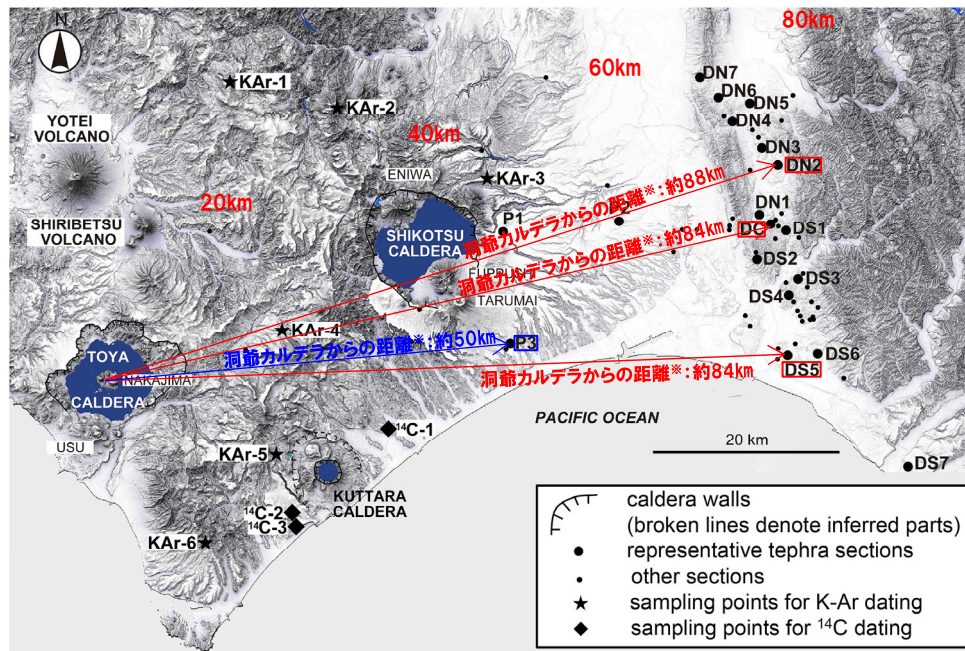 N
80km
60km
40km
20km
KAr-1
KAr-2
KAr-3
YOTEI
VOLCANO
SHIRIBETSU
VOLCANO
ENIWA
SHIKOTSU
CALDERA
FUPPUSHI
TARUMAI
P1
DN7
DN6
DN5
DN4
DN3
DN2
DN1
DC
DS1
DS2
DS3
DS4
DS6
DS5
DS7
洞爺カルデラからの距離※:約88km
洞爺カルデラからの距離※:約84km
洞爺カルデラからの距離※:約50km
P3
洞爺カルデラからの距離※:約84km
KAr-4
TOYA
NAKAJIMA
CALDERA
USU
PACIFIC OCEAN
20 km
¹⁴C-1
KAr-5
KUTTARA
CALDERA
¹⁴C-2
¹⁴C-3
KAr-6
caldera walls
(broken lines denote inferred parts)
representative tephra sections
other sections
sampling points for K-Ar dating
sampling points for ¹⁴C dating